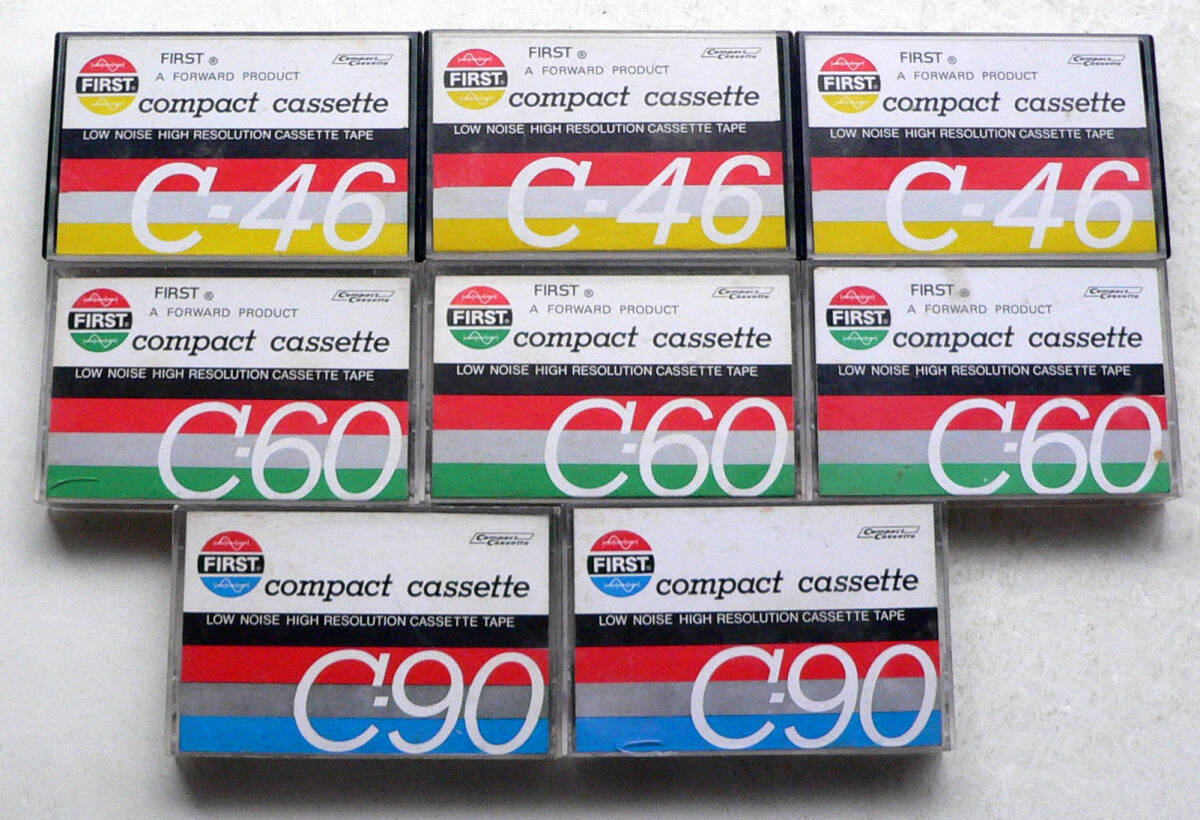 FIRST ®
Compact Cassette
A FORWARD PRODUCT
FIRST®
compact cassette
LOW NOISE HIGH RESOLUTION CASSETTE TAPE
C-46
FIRST ®
Compact Cassette
A FORWARD PRODUCT
FIRST®
compact cassette
LOW NOISE HIGH RESOLUTION CASSETTE TAPE
C-46
FIRST ®
Compact Cassette
A FORWARD PRODUCT
FIRST®
compact cassette
LOW NOISE HIGH RESOLUTION CASSETTE TAPE
C-46
FIRST ®
Compact Cassette
A FORWARD PRODUCT
FIRST®
compact cassette
LOW NOISE HIGH RESOLUTION CASSETTE TAPE
C-60
FIRST ®
Compact Cassette
A FORWARD PRODUCT
FIRST®
compact cassette
LOW NOISE HIGH RESOLUTION CASSETTE TAPE
C-60
FIRST ®
Compact Cassette
A FORWARD PRODUCT
FIRST®
compact cassette
LOW NOISE HIGH RESOLUTION CASSETTE TAPE
C-60
Compact Cassette
FIRST®
compact cassette
LOW NOISE HIGH RESOLUTION CASSETTE TAPE
C-90
Compact Cassette
FIRST®
compact cassette
LOW NOISE HIGH RESOLUTION CASSETTE TAPE
C-90